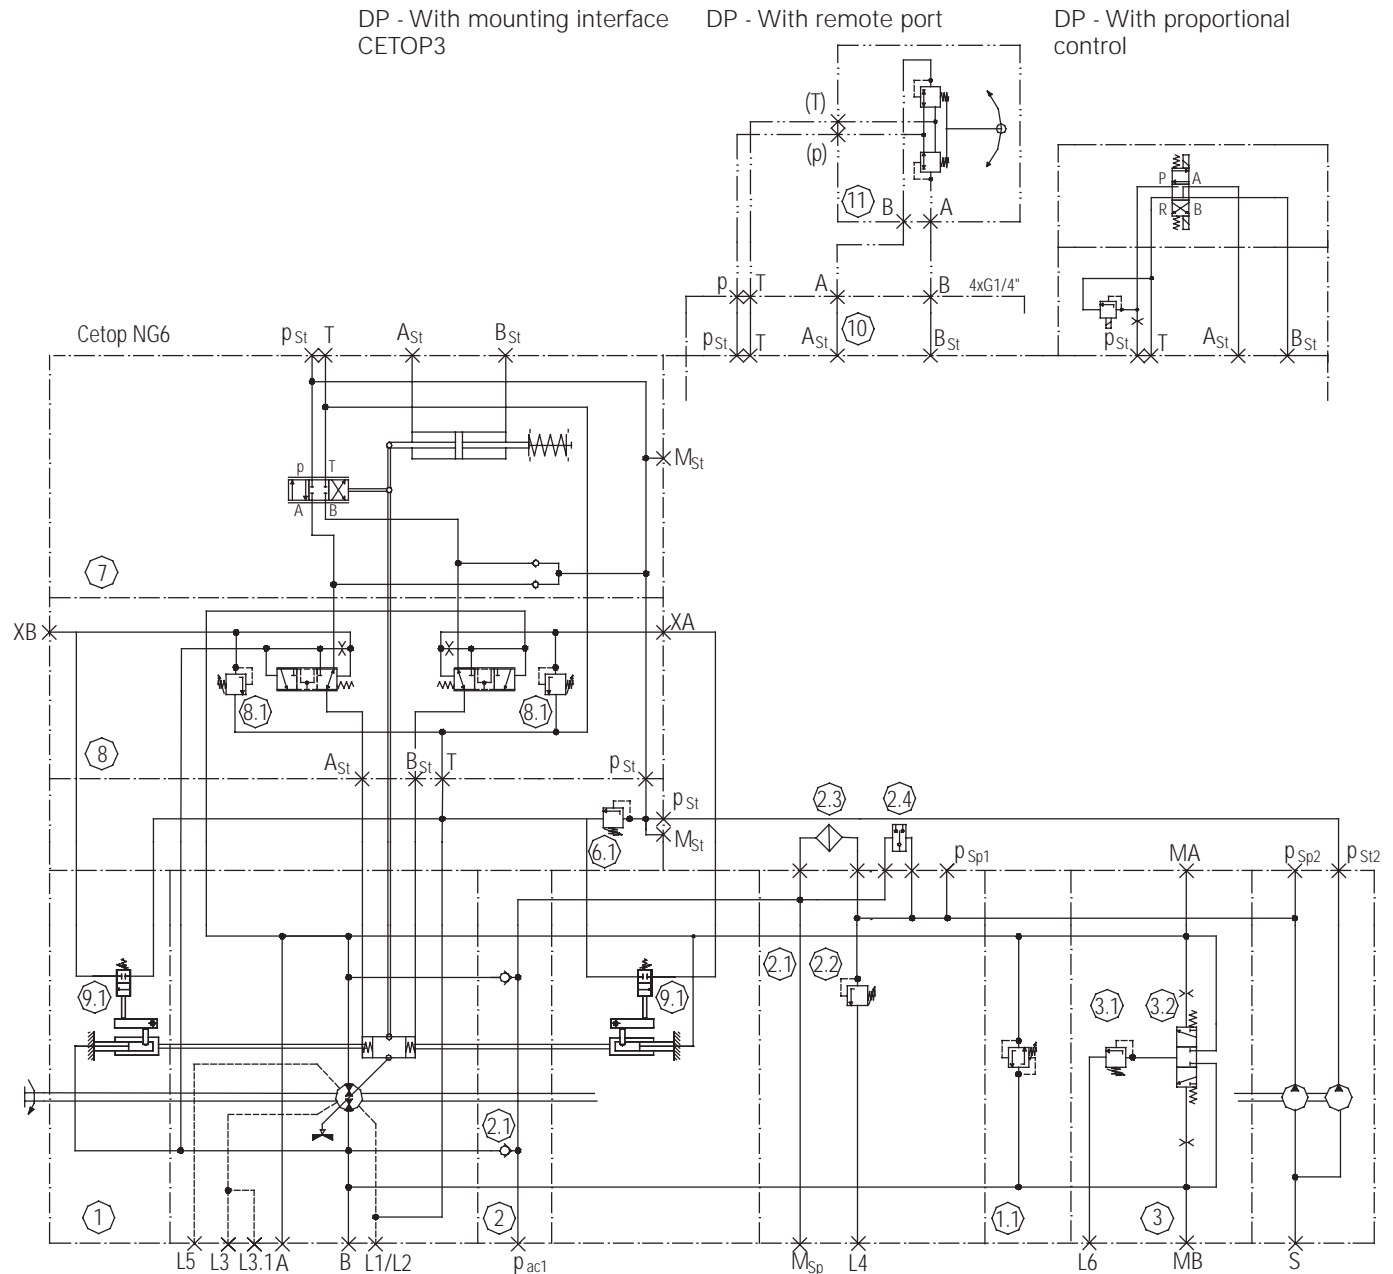 DP - With mounting interface
CETOP3
DP - With remote port
DP - With proportional
control
(T)
(p)
11
B
A
P
A
R
B
p
T
A
B
4xG1/4"
10
Cetop NG6
pSt
T
ASt
BSt
pSt
T
ASt
BSt
pSt
T
ASt
BSt
MSt
p
T
A
B
7
XB
XA
8.1
8.1
8
ASt
BSt
T
pSt
pSt
MSt
6.1
2.3
2.4
pSp1
MA
pSp2
pSt2
9.1
9.1
2.1
2.2
3.1
3.2
2.1
1
2
1.1
3
L5
L3
L3.1
A
B
L1/L2
pac1
MSp
L4
L6
MB
S